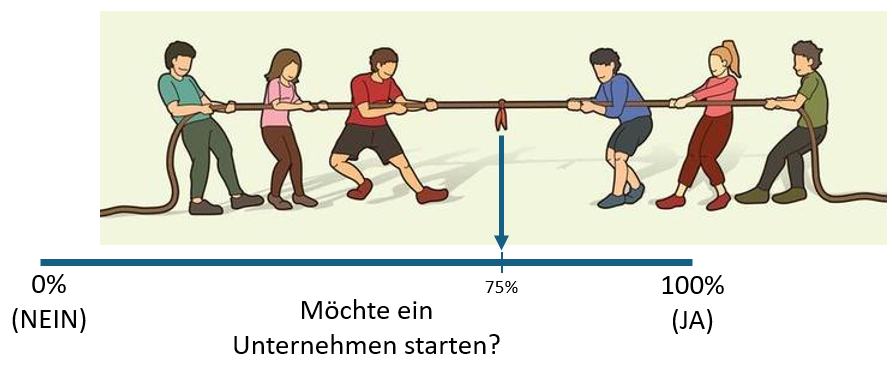 0%
(NEIN)
75%
100%
(JA)
Möchte ein
Unternehmen starten?